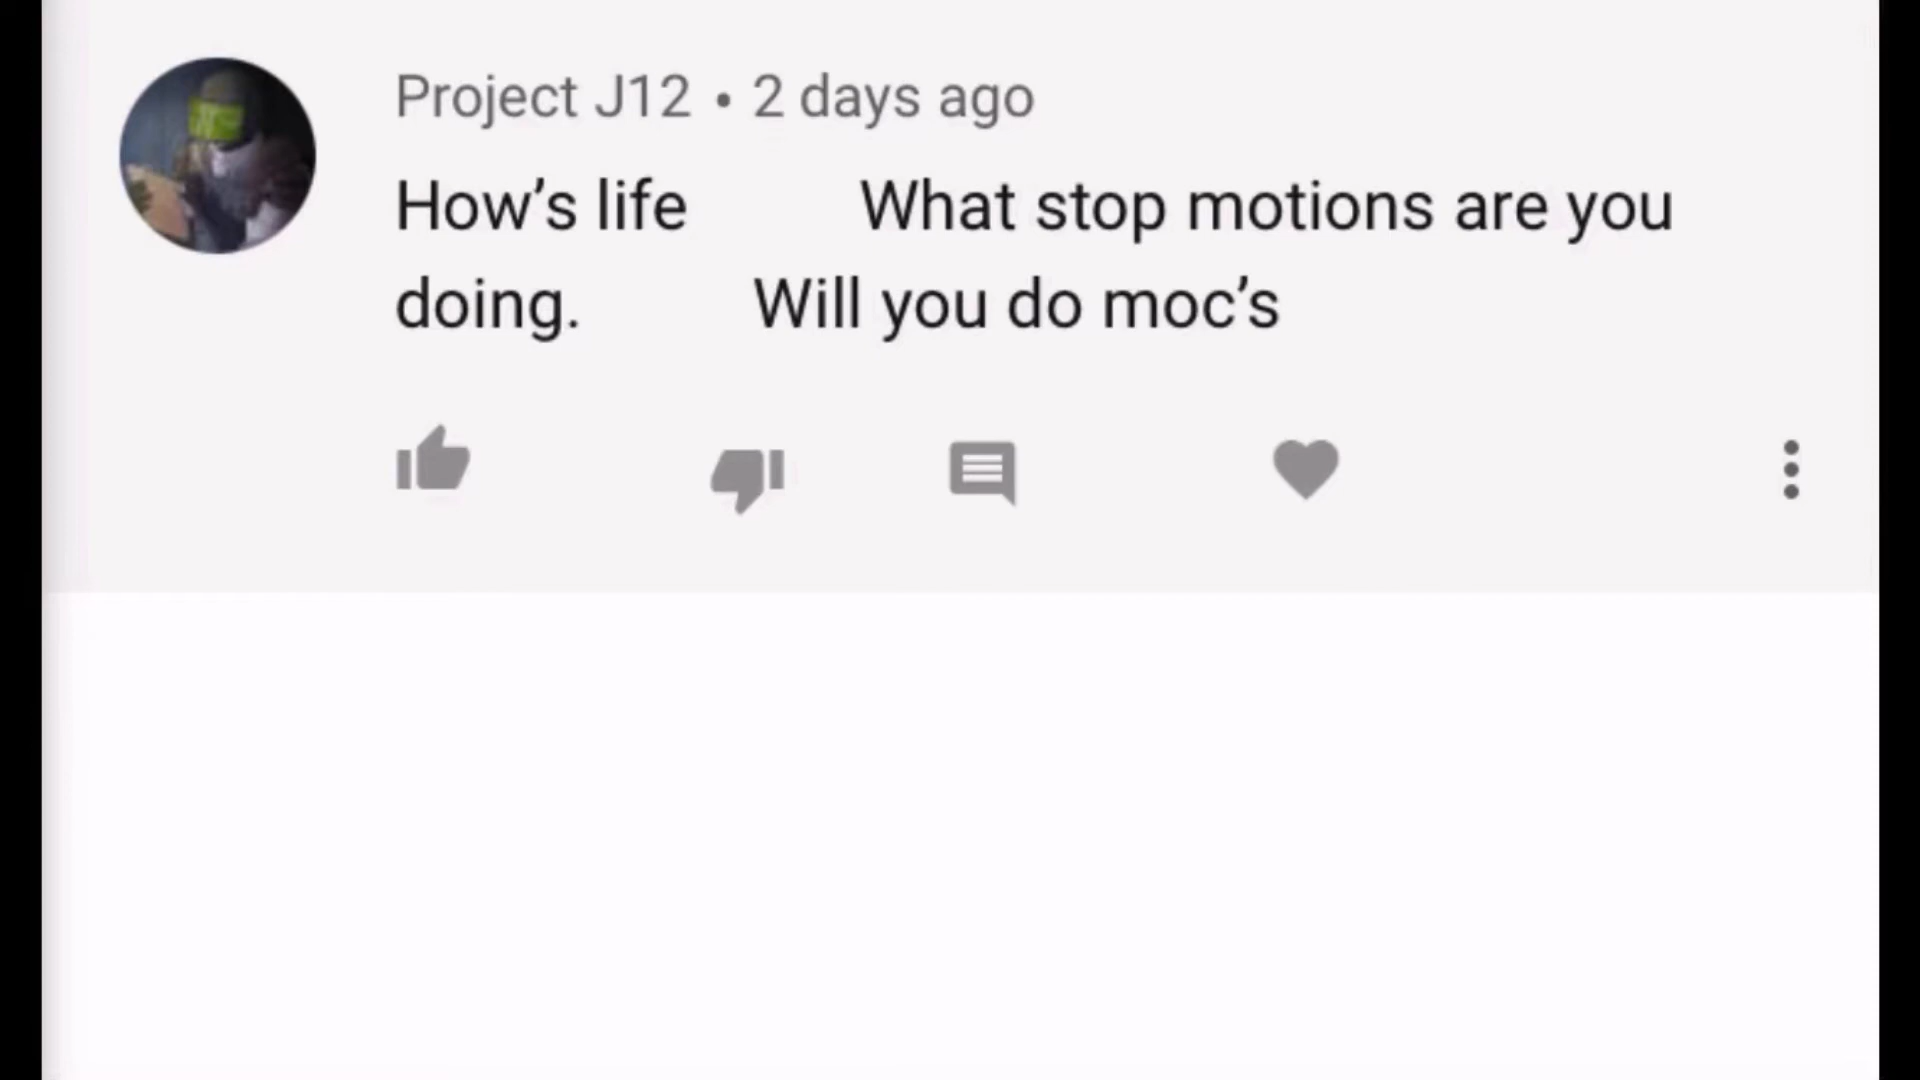 Project J12 • 2 days ago
How’s life        What stop motions are you
doing.        Will you do moc’s